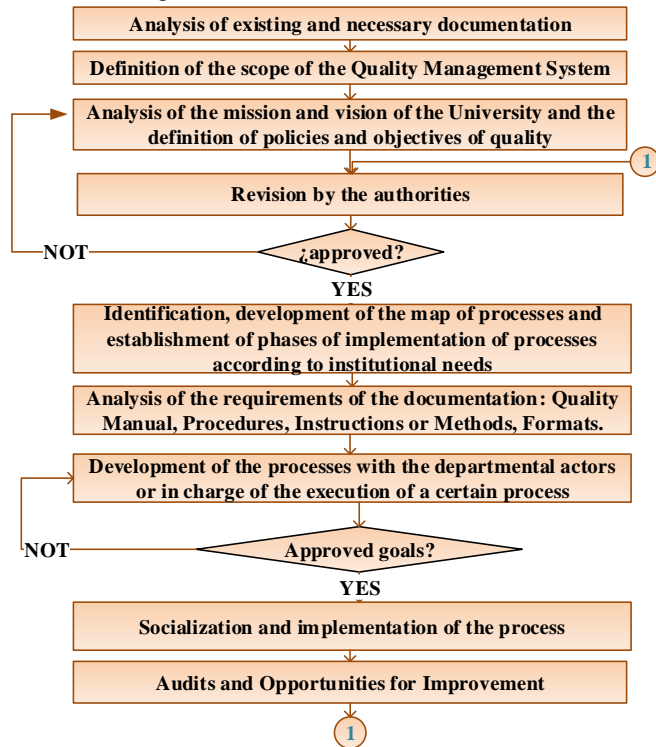 Analysis of existing and necessary documentation
Definition of the scope of the Quality Management System
Analysis of the mission and vision of the University and the
definition of policies and objectives of quality
1
Revision by the authorities
NOT
¿approved?
YES
Identification, development of the map of processes and
establishment of phases of implementation of processes
according to institutional needs
Analysis of the requirements of the documentation: Quality
Manual, Procedures, Instructions or Methods, Formats.
Development of the processes with the departmental actors
or in charge of the execution of a certain process
NOT
Approved goals?
YES
Socialization and implementation of the process
Audits and Opportunities for Improvement
1